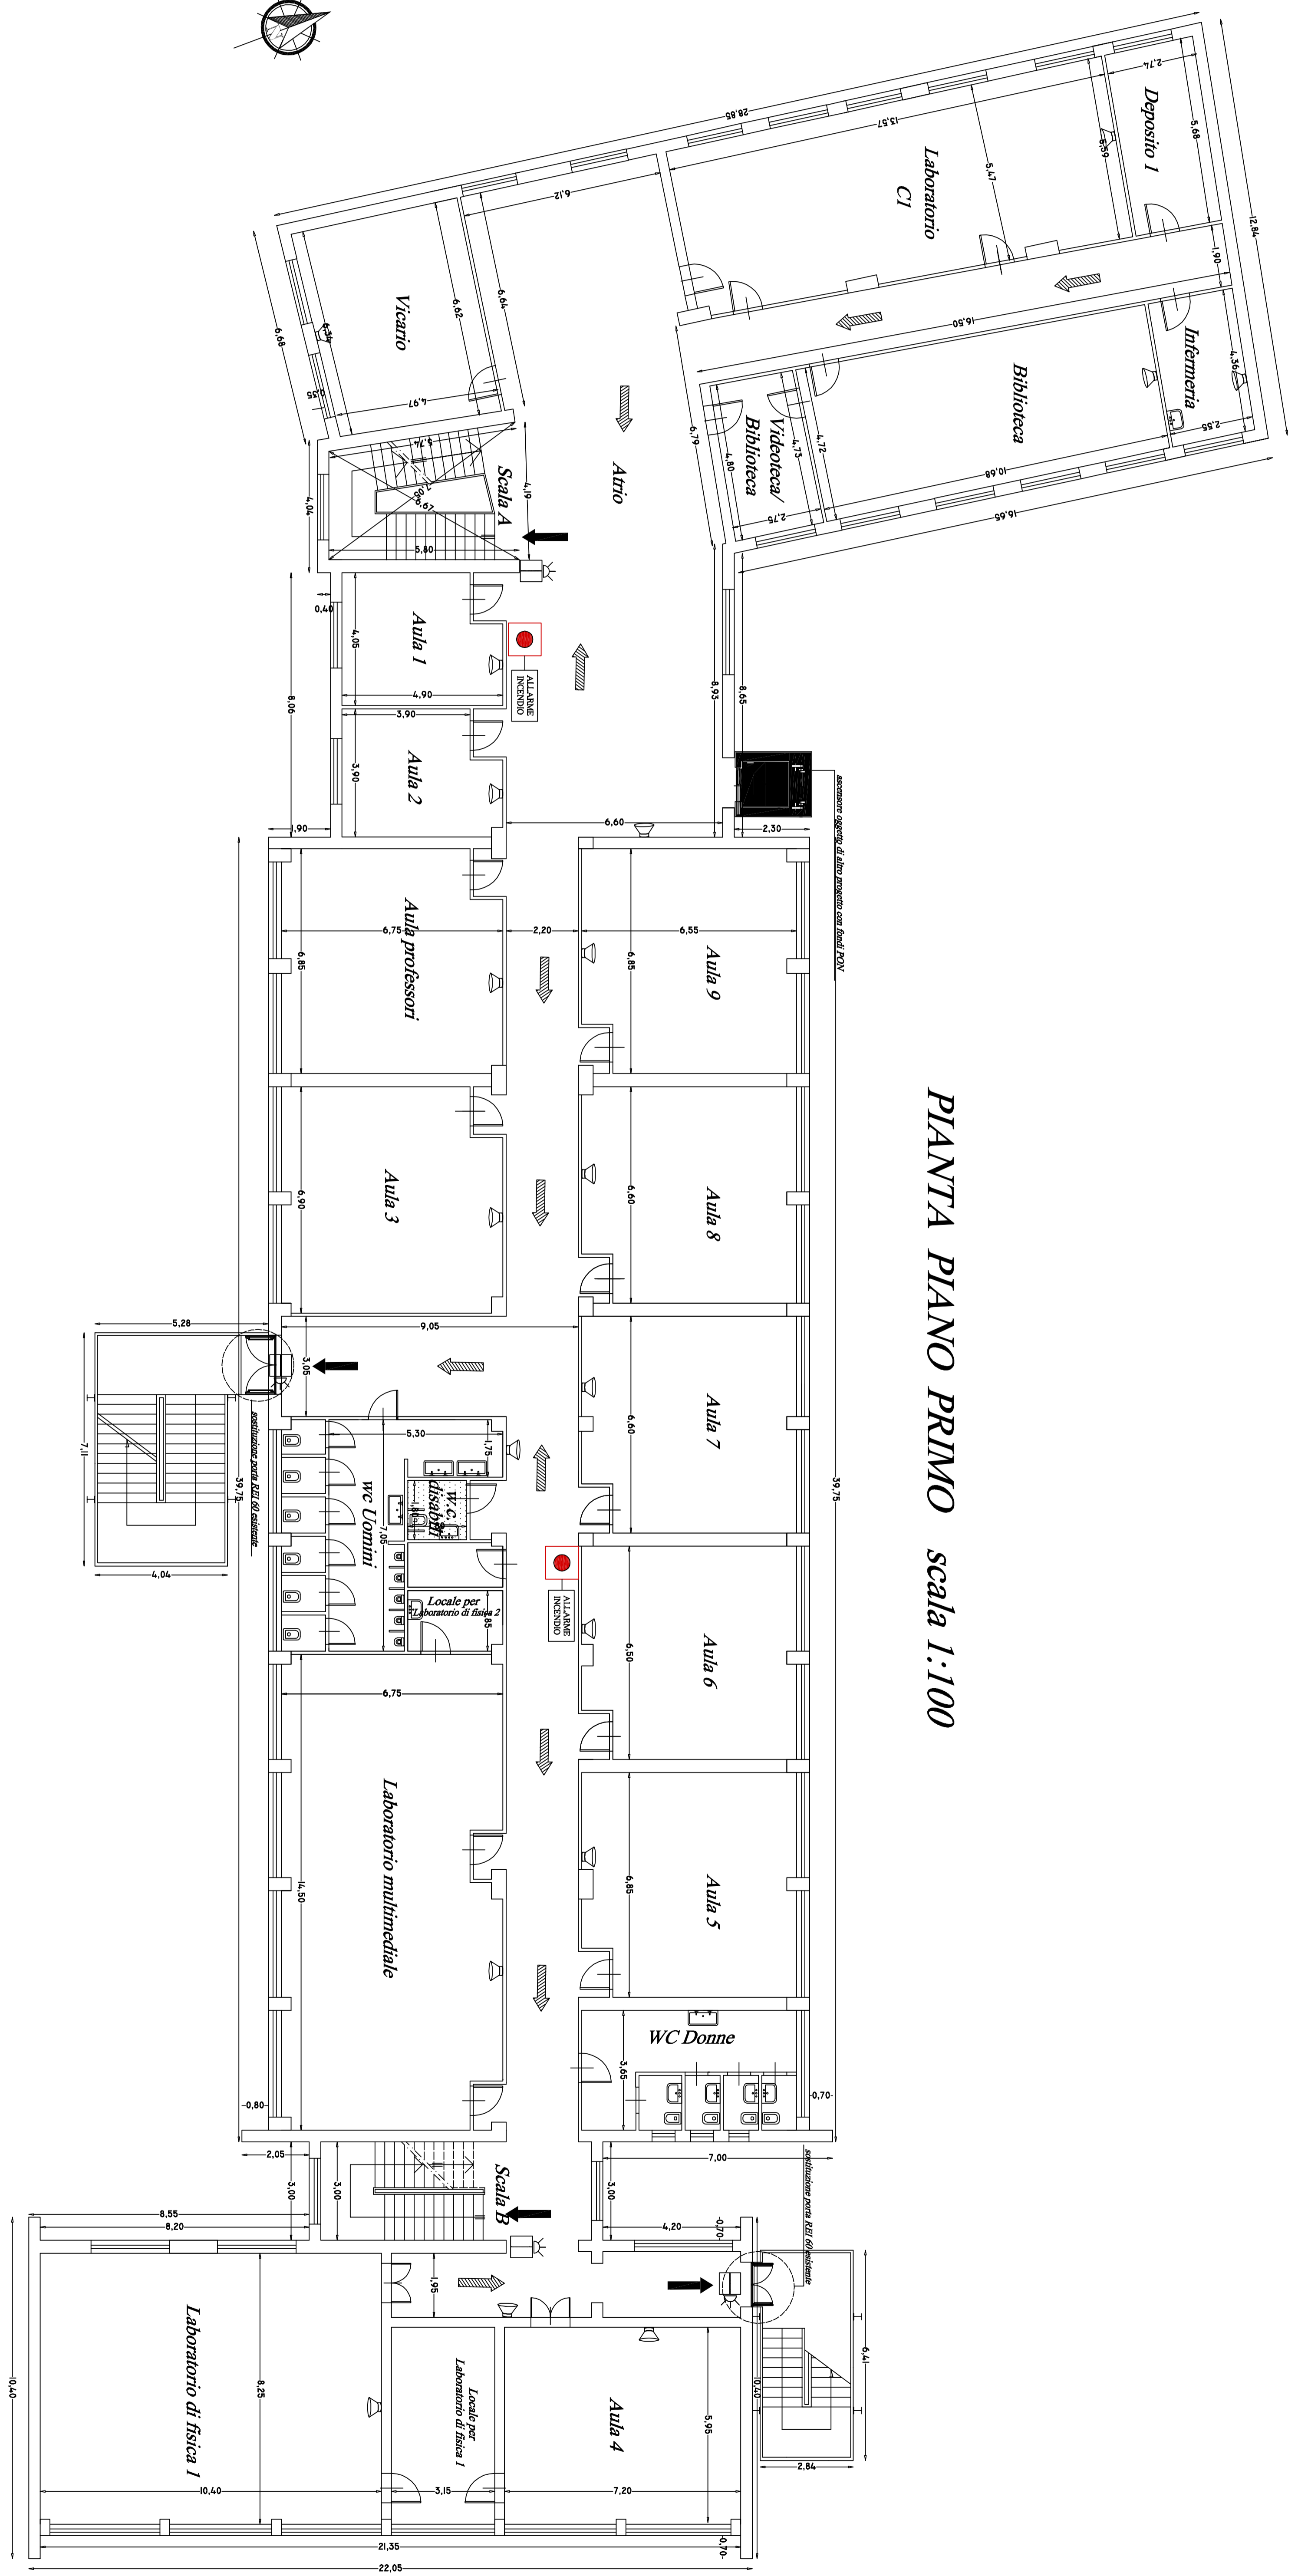 PIANTA PIANO PRIMO scala 1:100
Deposito 1
Laboratorio
C1
Infermeria
Biblioteca
Videoteca/
Biblioteca
Vicario
Atrio
Scala A
Aula 1
Aula 2
ALLARME
INCENDIO
ascensore oggetto di altro progetto con fondi PON
Aula professori
Aula 9
Aula 3
Aula 8
Aula 7
sostituzione porta REI 60 esistente
wc Uomini
w.c.
disabili
Locale per
Laboratorio di fisica 2
ALLARME
INCENDIO
Aula 6
Laboratorio multimediale
Aula 5
WC Donne
Scala B
sostituzione porta REI 60 esistente
Laboratorio di fisica 1
Locale per
Laboratorio di fisica 1
Aula 4
28,85
12,84
2,74
5,68
5,59
13,57
5,47
1,90
16,50
4,36
2,55
10,68
4,72
4,73
4,80
2,75
16,65
6,79
6,12
6,64
6,62
6,34
6,68
0,35
4,97
5,74
4,19
4,04
6,67
5,80
0,40
4,05
4,90
3,90
3,90
8,06
8,93
8,65
1,90
6,60
2,30
6,75
6,85
2,20
6,55
6,85
6,90
6,60
5,28
9,05
3,05
7,11
4,04
39,75
39,75
6,60
5,30
1,75
7,05
6,50
6,75
14,50
6,85
3,65
0,80
0,70
2,05
3,00
3,00
3,00
7,00
8,55
8,20
4,20
0,70
1,95
6,41
2,84
10,40
10,40
8,25
5,95
10,40
3,15
7,20
0,70
21,35
22,05